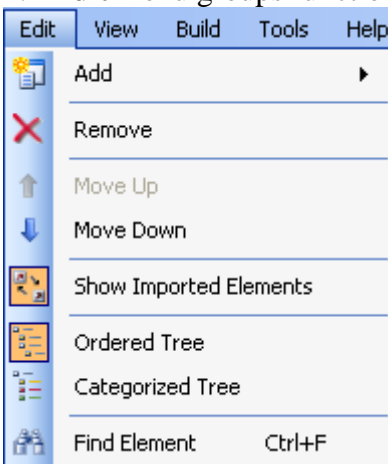 Edit View Build Tools Help
Add
Remove
Move Up
Move Down
Show Imported Elements
Ordered Tree
Categorized Tree
Find Element Ctrl+F